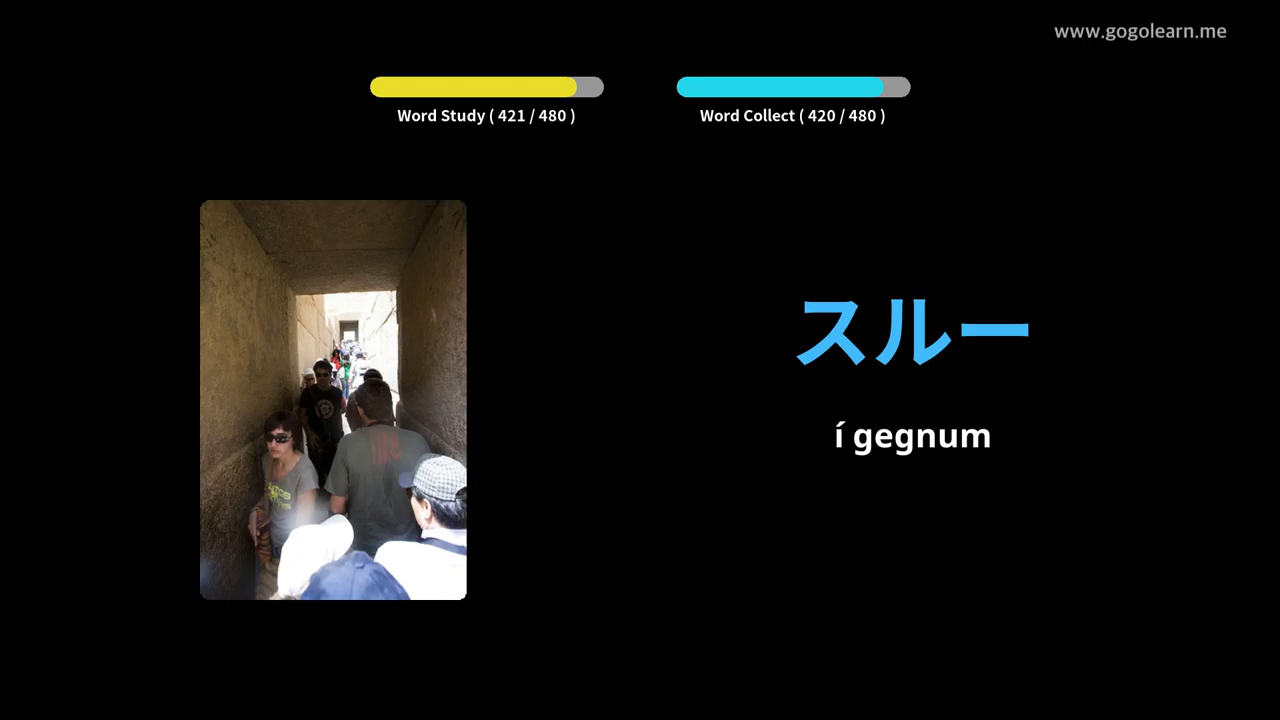 www.gogolearn.me
Word Study ( 421 / 480 )
Word Collect ( 420 / 480 )
スルー
í gegnum